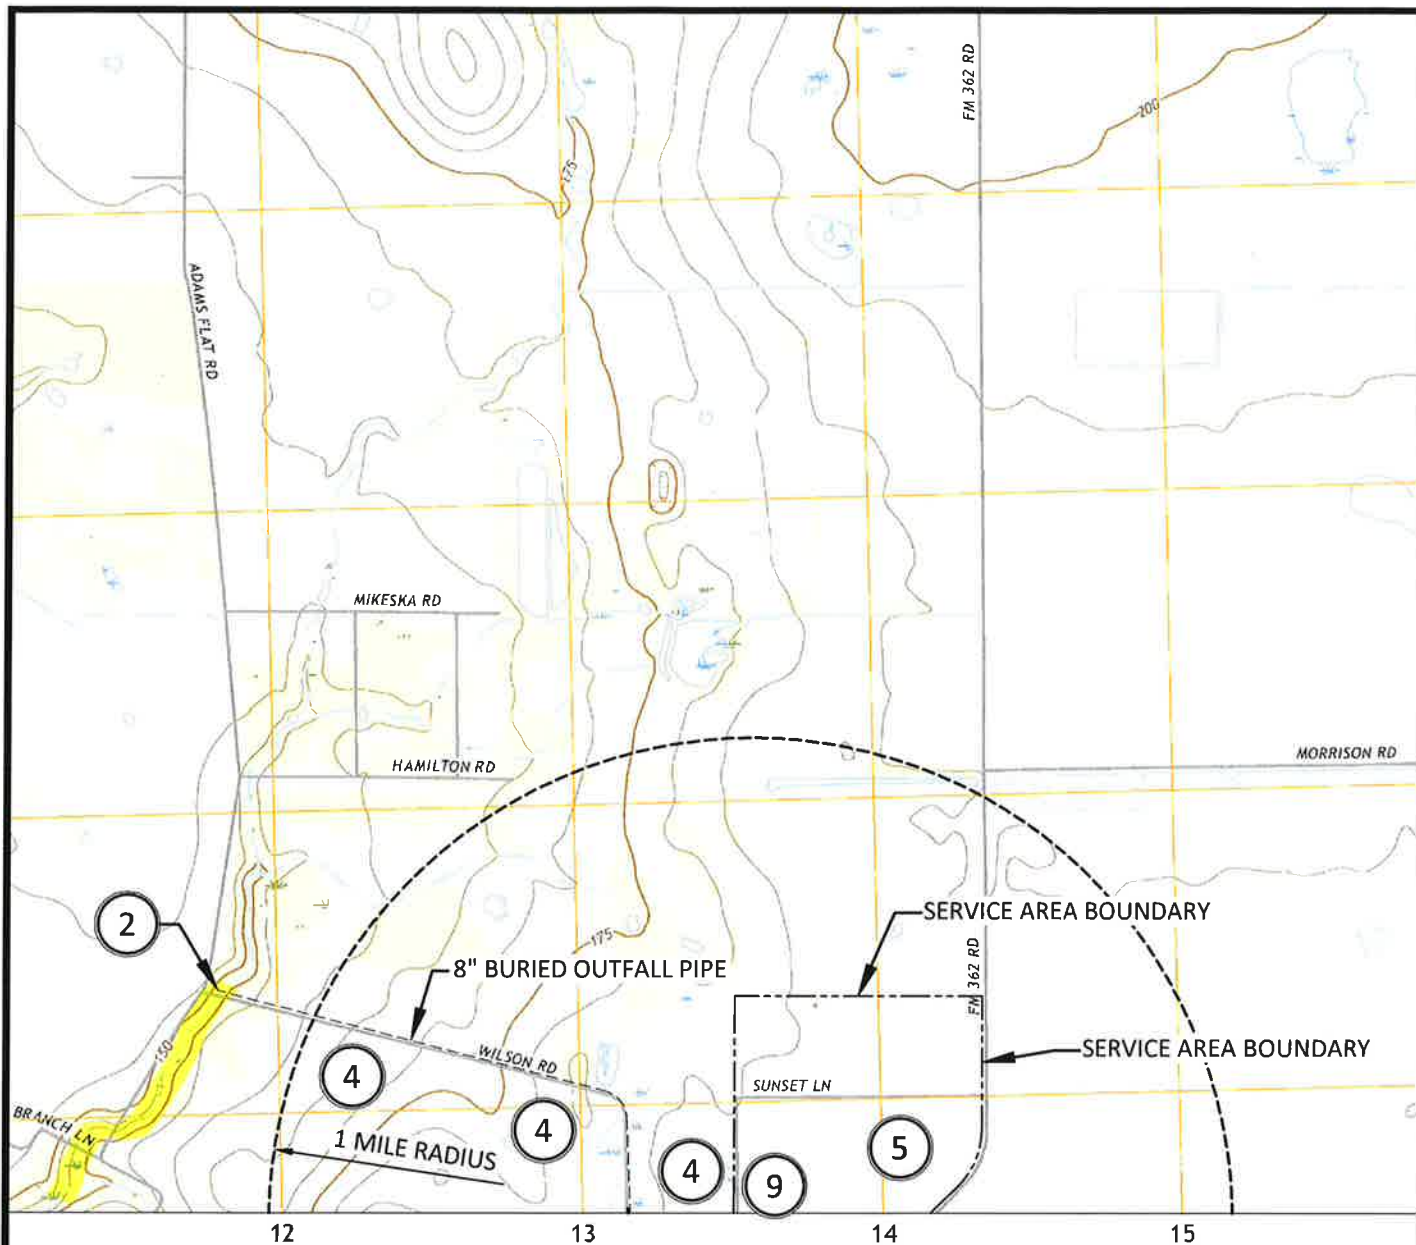 FM 362 RD
200
175
ADAMS FLAT RD
MIKESKA RD
HAMILTON RD
MORRISON RD
2
SERVICE AREA BOUNDARY
175
8" BURIED OUTFALL PIPE
FM 362 RD
150
WILSON RD
SERVICE AREA BOUNDARY
4
SUNSET LN
BRANCH LN
4
1 MILE RADIUS
5
4
9
12
13
14
15